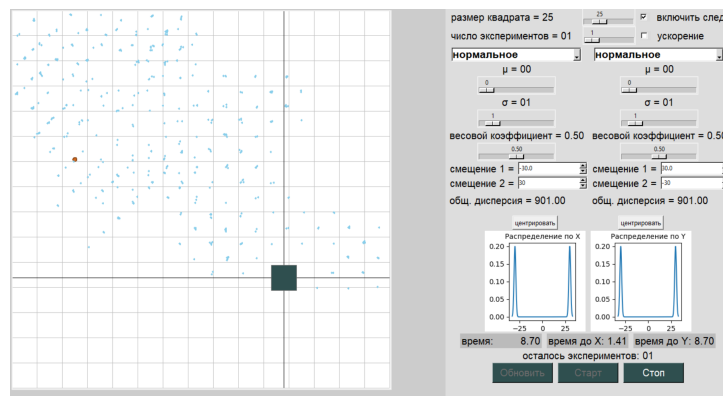 размер квадрата = 25 25 включить след
число экспериментов = 01 1 ускорение
нормальное нормальное
μ = 00 μ = 00
0 0
σ = 01 σ = 01
1 1
весовой коэффициент = 0.50 весовой коэффициент = 0.50
0.50 0.50
смещение 1 = -30.0 смещение 1 = 30.0
смещение 2 = 30 смещение 2 = -30
общ. дисперсия = 901.00 общ. дисперсия = 901.00
центрировать центрировать
Распределение по X Распределение по Y
0.20 0.20
0.15 0.15
0.10 0.10
0.05 0.05
0.00 0.00
−25 0 25 −25 0 25
время: 8.70 время до X: 1.41 время до Y: 8.70
осталось экспериментов: 01
Обновить Старт Стоп